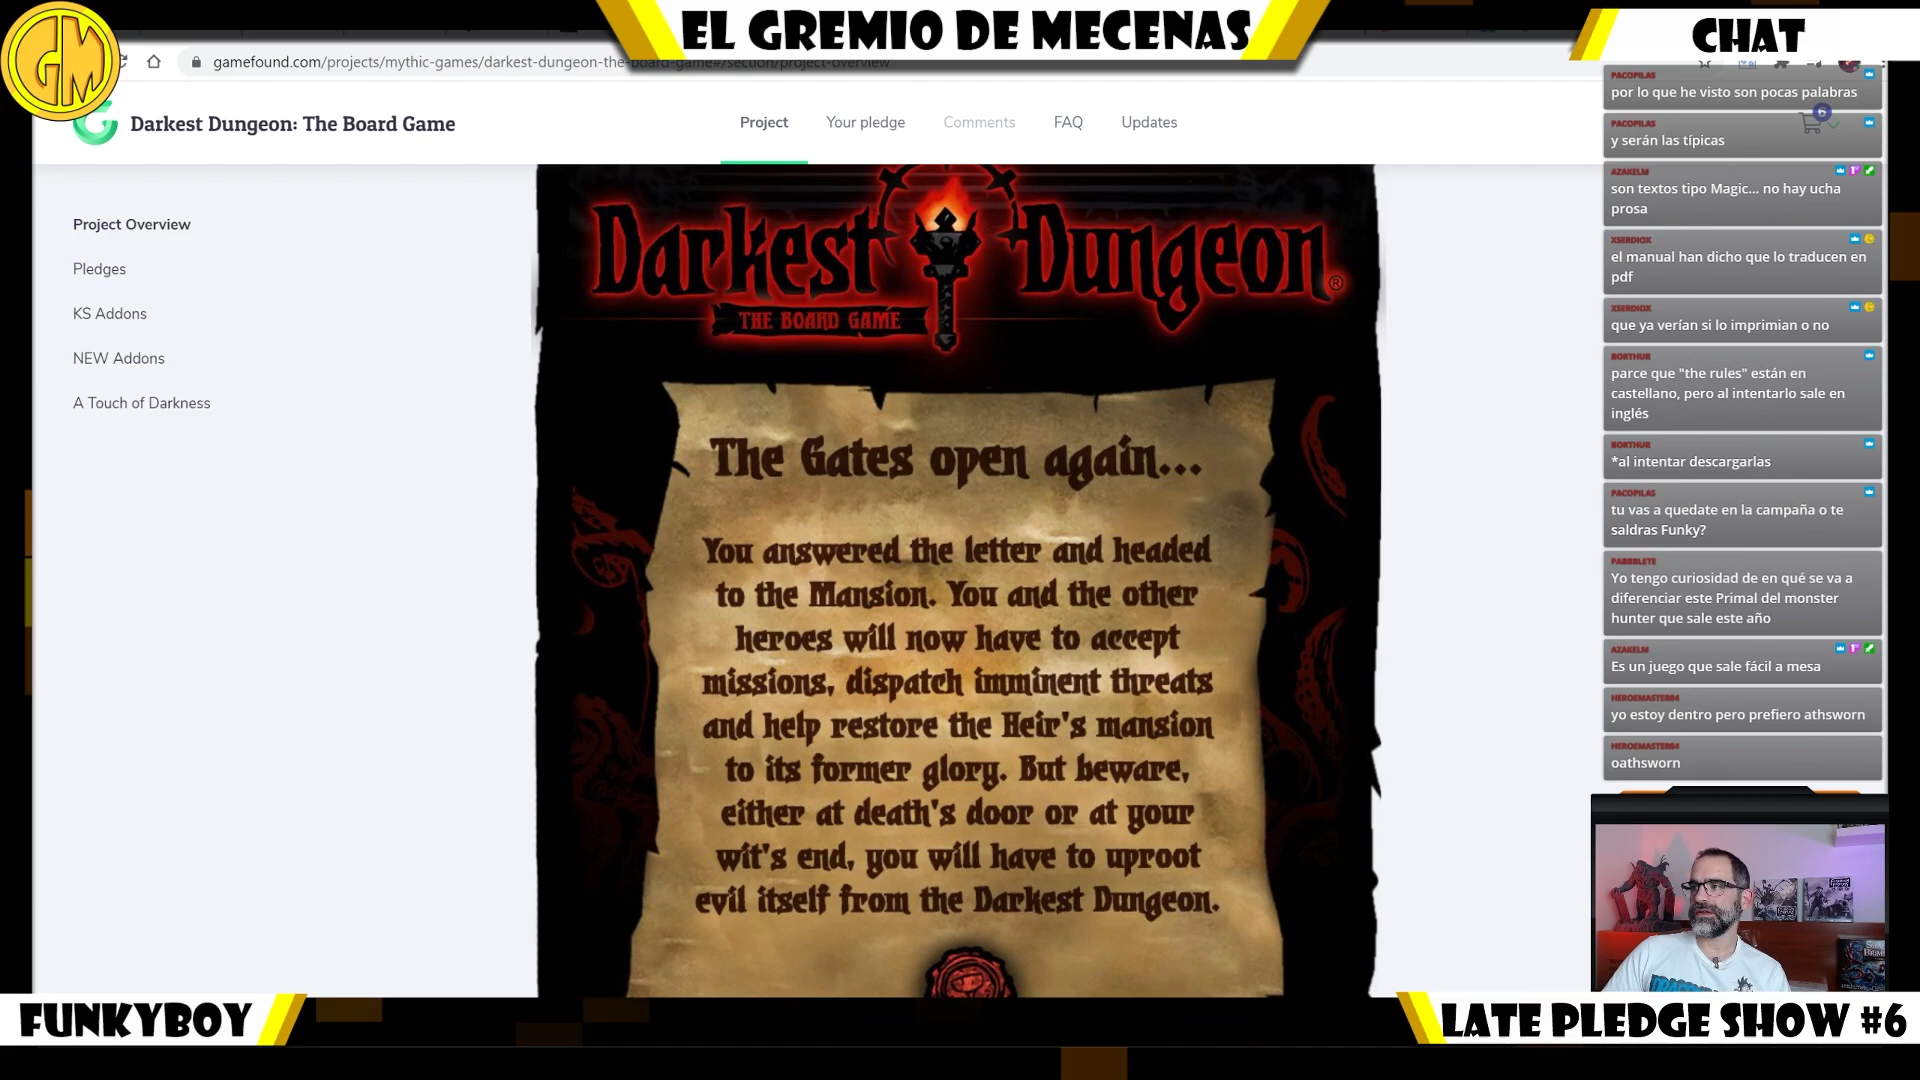 EL GREMIO DE MECENAS
CHAT
GM
gamefound.com/projects/mythic-games/darkest-dungeon-the-board-game#/section/project-overview
Darkest Dungeon: The Board Game
Project
Your pledge
Comments
FAQ
Updates
6
Project Overview
Pledges
KS Addons
NEW Addons
A Touch of Darkness
Darkest Dungeon®
THE BOARD GAME
The Gates open again...
You answered the letter and headed
to the Mansion. You and the other
heroes will now have to accept
missions, dispatch imminent threats
and help restore the Heir's mansion
to its former glory. But beware,
either at death's door or at your
wit's end, you will have to uproot
evil itself from the Darkest Dungeon.
PACOPILAS
por lo que he visto son pocas palabras
PACOPILAS
y serán las típicas
AZAKELM
son textos tipo Magic... no hay ucha
prosa
XSERDIOX
el manual han dicho que lo traducen en
pdf
XSERDIOX
que ya verían si lo imprimian o no
BORTHUR
parce que "the rules" están en
castellano, pero al intentarlo sale en
inglés
BORTHUR
*al intentar descargarlas
PACOPILAS
tu vas a quedate en la campaña o te
saldras Funky?
PABBBLETE
Yo tengo curiosidad de en qué se va a
diferenciar este Primal del monster
hunter que sale este año
AZAKELM
Es un juego que sale fácil a mesa
HEROEMASTER84
yo estoy dentro pero prefiero athsworn
HEROEMASTER84
oathsworn
FUNKYBOY
LATE PLEDGE SHOW #6